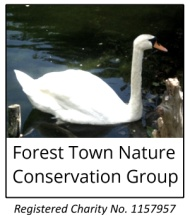 Forest Town Nature
Conservation Group
Registered Charity No. 1157957